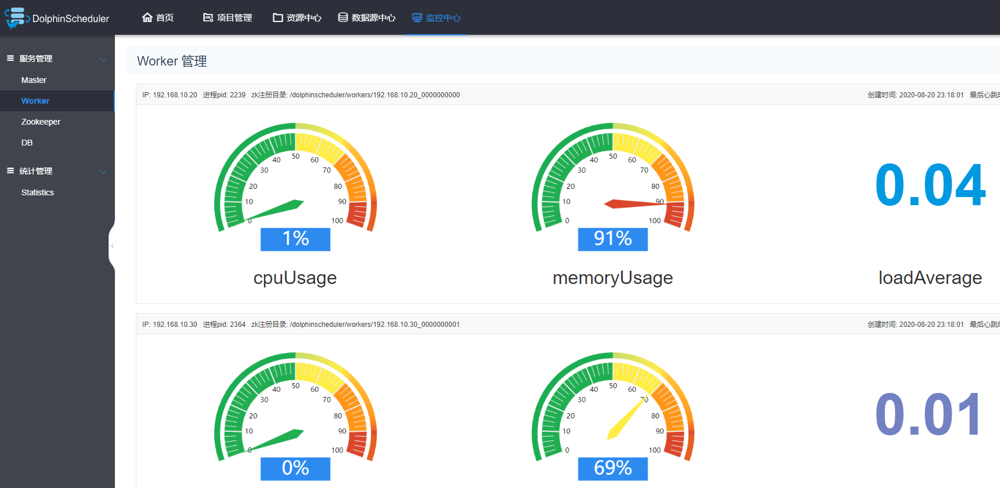 DolphinScheduler 首页 项目管理 资源中心 数据源中心 监控中心
服务管理
Master
Worker
Zookeeper
DB
统计管理
Statistics
Worker 管理
IP: 192.168.10.20 进程pid: 2239 zk注册目录: /dolphinscheduler/workers/192.168.10.20_0000000000 创建时间: 2020-08-20 23:18:01 最后心跳
0 10 20 30 40 50 60 70 80 90 100
1%
cpuUsage
0 10 20 30 40 50 60 70 80 90 100
91%
memoryUsage
0.04
loadAverage
IP: 192.168.10.30 进程pid: 2364 zk注册目录: /dolphinscheduler/workers/192.168.10.30_0000000001 创建时间: 2020-08-20 23:18:01 最后心跳
0 10 20 30 40 50 60 70 80 90 100
0%
0 10 20 30 40 50 60 70 80 90 100
69%
0.01